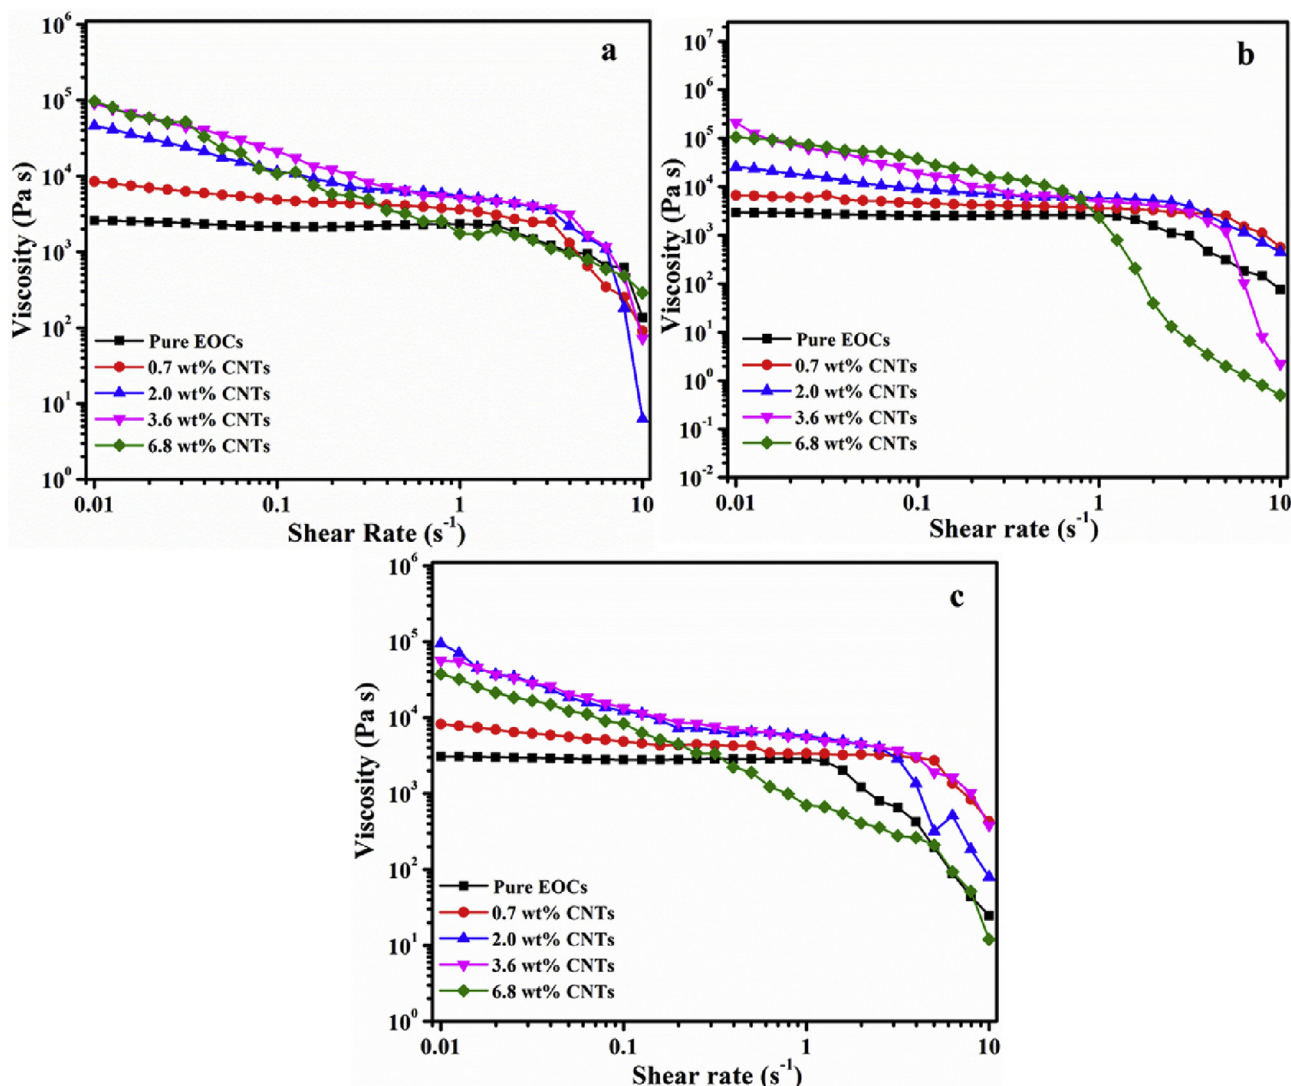 a
Viscosity (Pa s)
10^6
10^5
10^4
10^3
10^2
10^1
10^0
Pure EOCs
0.7 wt% CNTs
2.0 wt% CNTs
3.6 wt% CNTs
6.8 wt% CNTs
0.01 0.1 1 10
Shear Rate (s^-1)
b
Viscosity (Pa s)
10^7
10^6
10^5
10^4
10^3
10^2
10^1
10^0
10^-1
10^-2
Pure EOCs
0.7 wt% CNTs
2.0 wt% CNTs
3.6 wt% CNTs
6.8 wt% CNTs
0.01 0.1 1 10
Shear rate (s^-1)
c
Viscosity (Pa s)
10^6
10^5
10^4
10^3
10^2
10^1
10^0
Pure EOCs
0.7 wt% CNTs
2.0 wt% CNTs
3.6 wt% CNTs
6.8 wt% CNTs
0.01 0.1 1 10
Shear rate (s^-1)